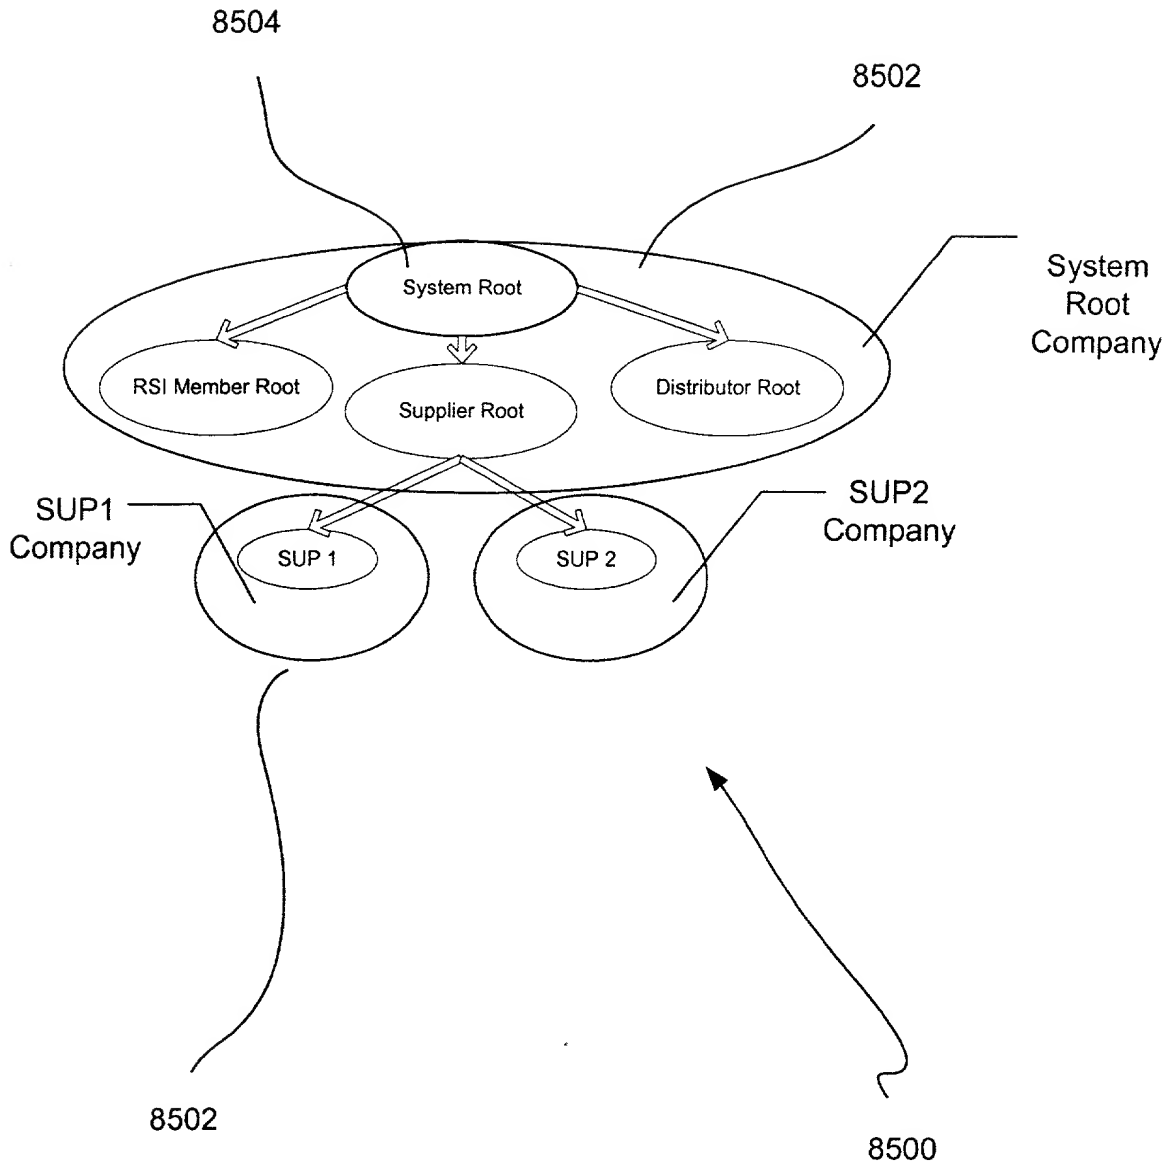 8504
8502
System Root
System
Root
Company
RSI Member Root
Supplier Root
Distributor Root
SUP1
Company
SUP2
Company
SUP 1
SUP 2
8502
8500